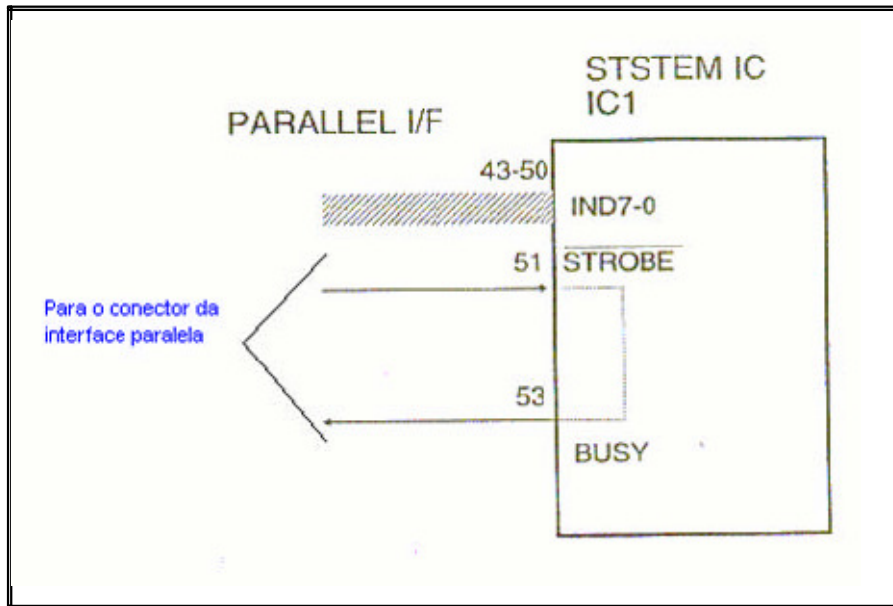 STSTEM IC
IC1
PARALLEL I/F
43-50
IND7-0
51
STROBE
Para o conector da
interface paralela
53
BUSY